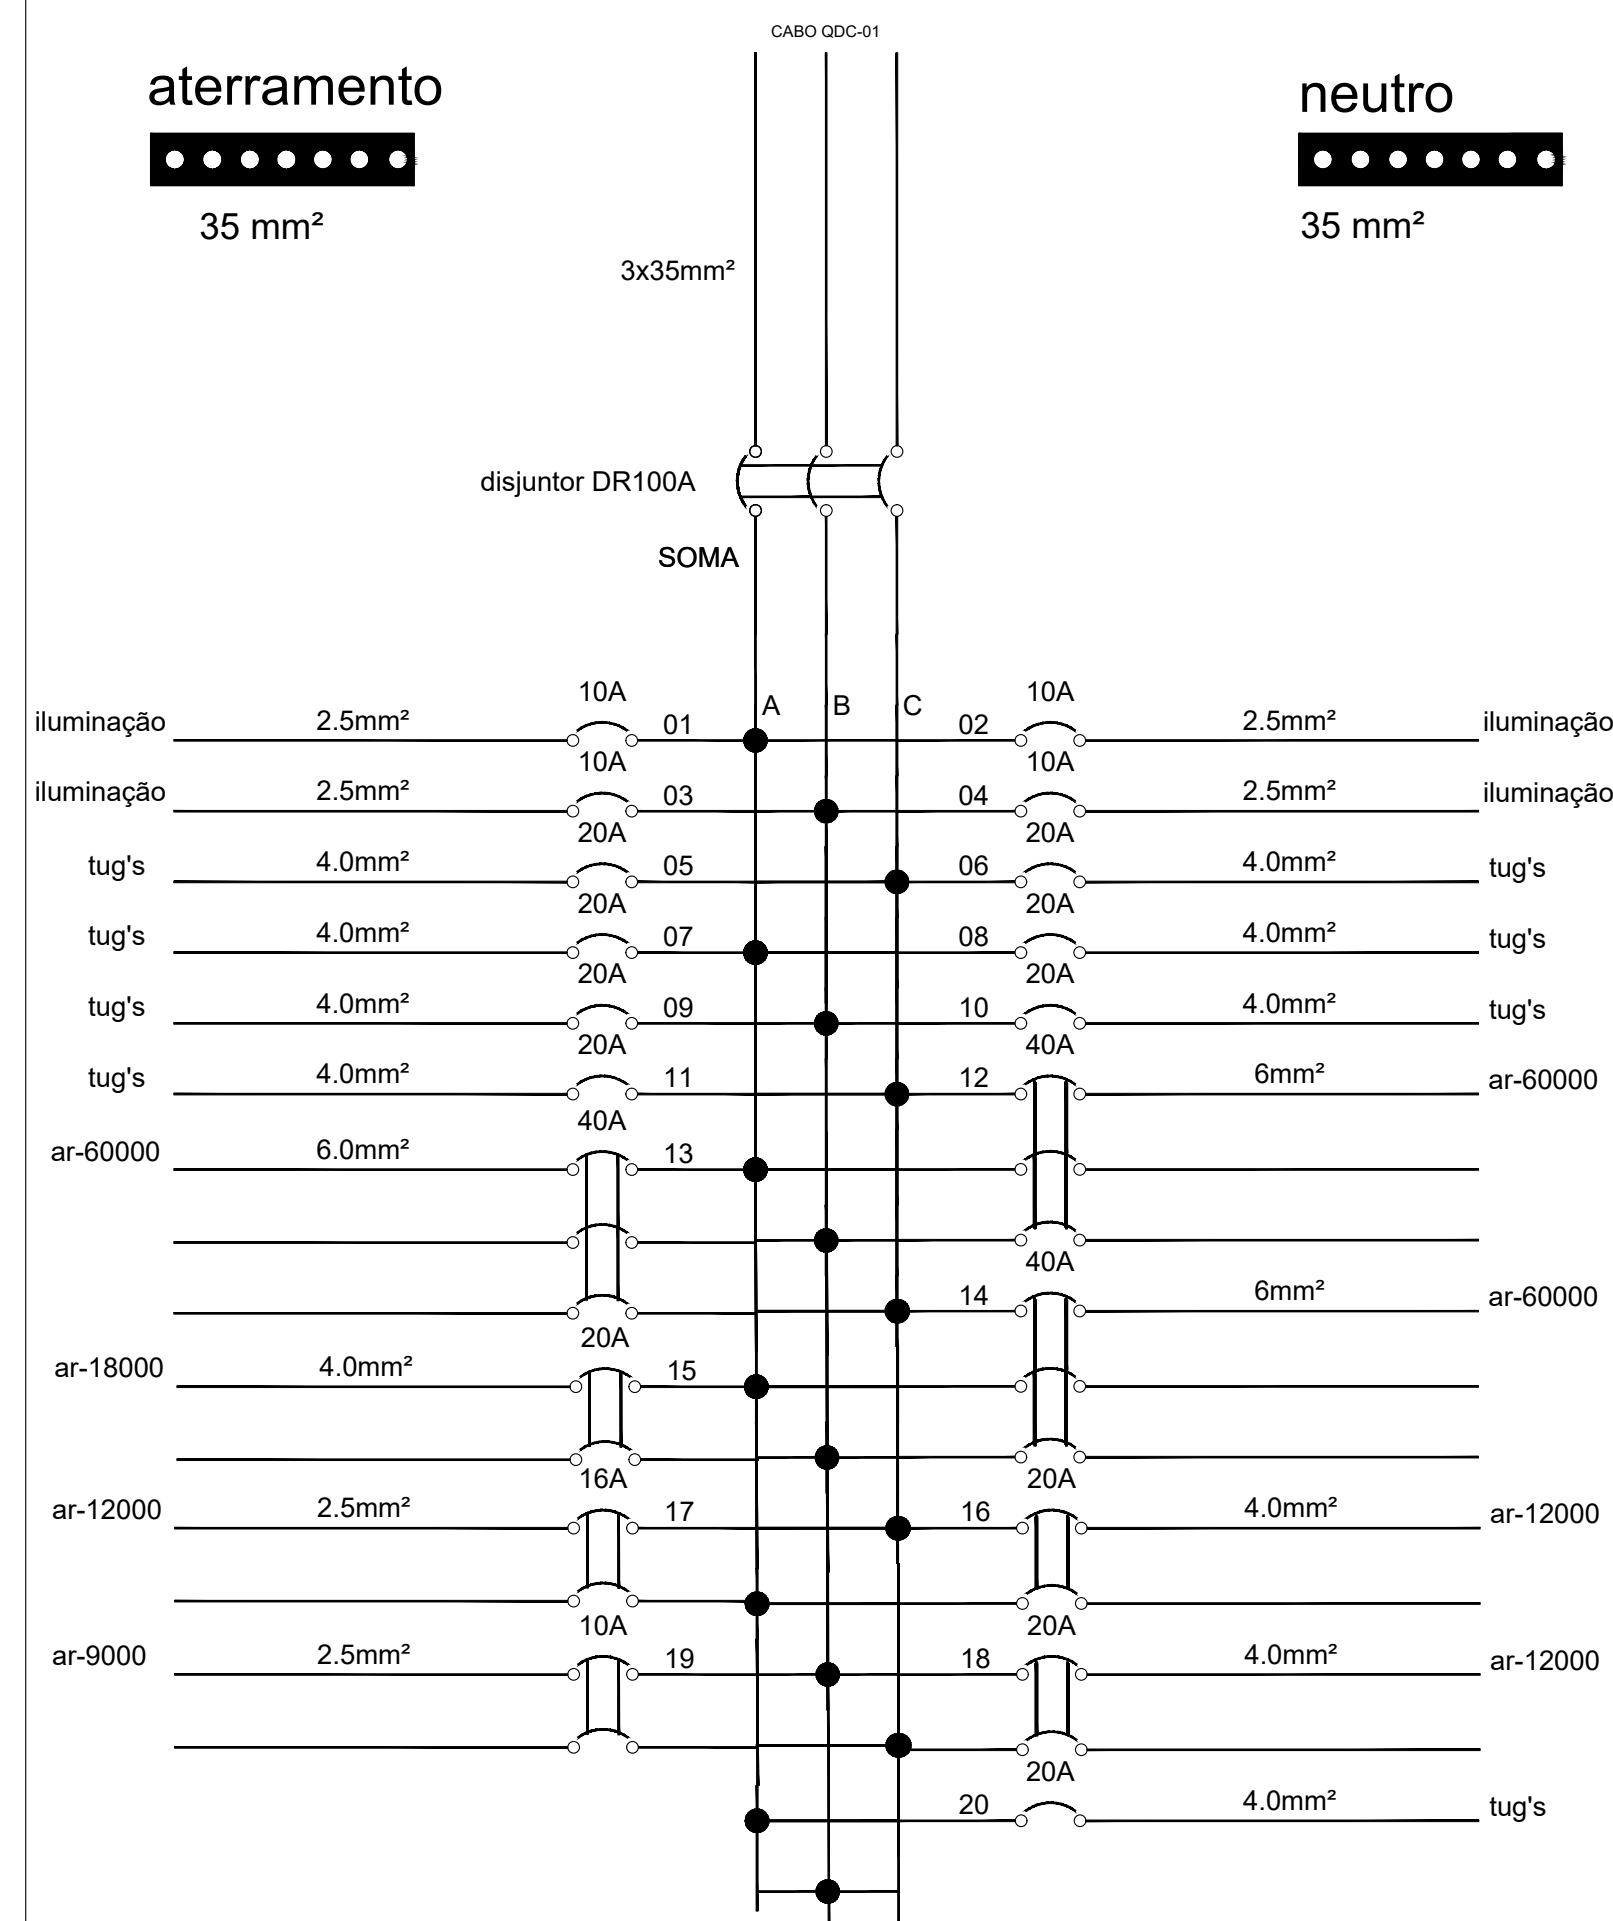 CABO QDC-01
aterramento
neutro
35 mm²
35 mm²
3x35mm²
disjuntor DR100A
SOMA
A B C
10A 10A
iluminação 2.5mm² 01 02 2.5mm² iluminação
10A 10A
iluminação 2.5mm² 03 04 2.5mm² iluminação
20A 20A
tug's 4.0mm² 05 06 4.0mm² tug's
20A 20A
tug's 4.0mm² 07 08 4.0mm² tug's
20A 20A
tug's 4.0mm² 09 10 4.0mm² tug's
20A 40A
tug's 4.0mm² 11 12 6mm² ar-60000
40A
ar-60000 6.0mm² 13
40A
14 6mm² ar-60000
20A
ar-18000 4.0mm² 15
16A 20A
ar-12000 2.5mm² 17 16 4.0mm² ar-12000
10A 20A
ar-9000 2.5mm² 19 18 4.0mm² ar-12000
20A
20 4.0mm² tug's